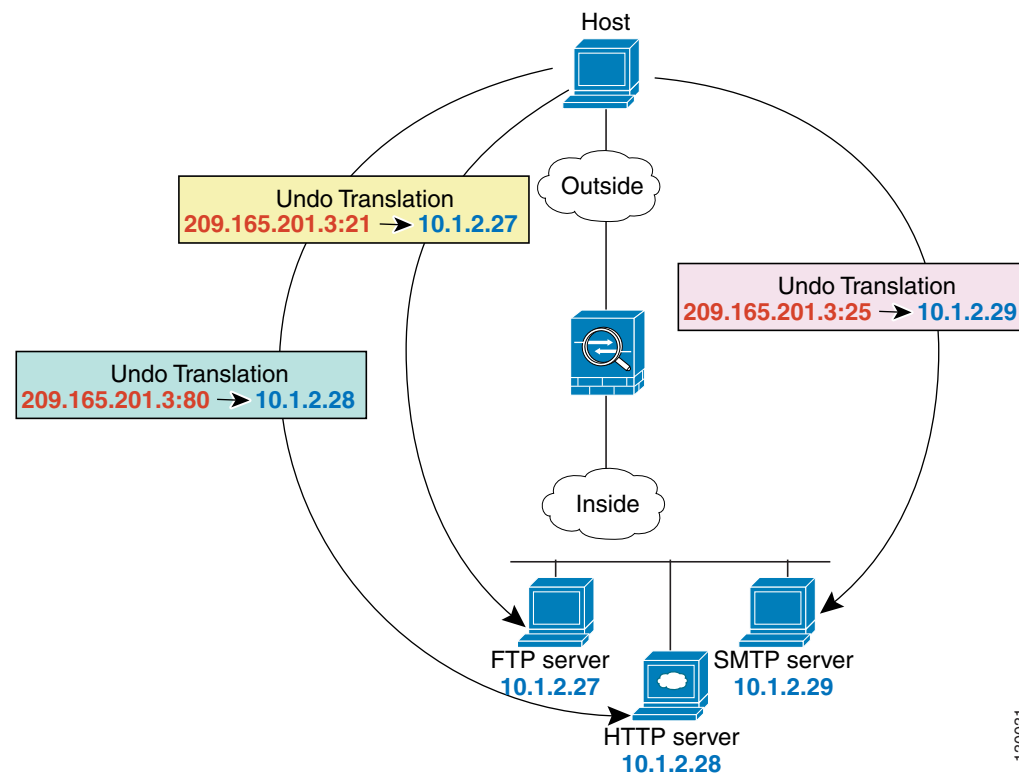 Host
Outside
Undo Translation
209.165.201.3:21 10.1.2.27
Undo Translation
209.165.201.3:25 10.1.2.29
Undo Translation
209.165.201.3:80 10.1.2.28
Inside
FTP server
10.1.2.27
SMTP server
10.1.2.29
HTTP server
10.1.2.28